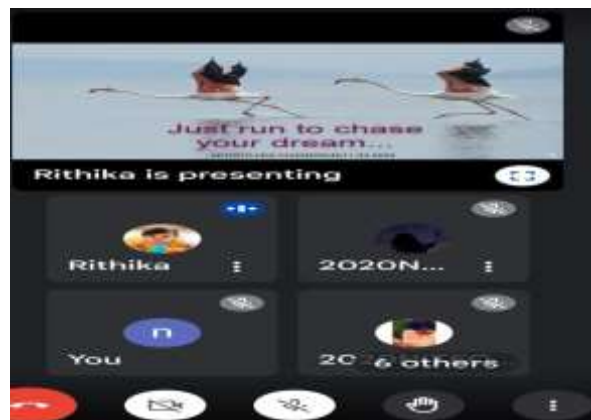 Just run to chase
your dream...
Rithika is presenting
Rithika
2020N...
n
You
20
6 others